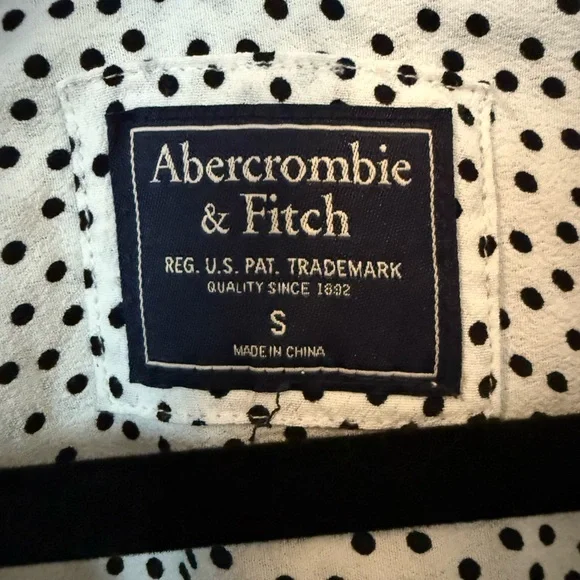 Abercrombie
& Fitch
REG. U.S. PAT. TRADEMARK
QUALITY SINCE 1892
S
MADE IN CHINA